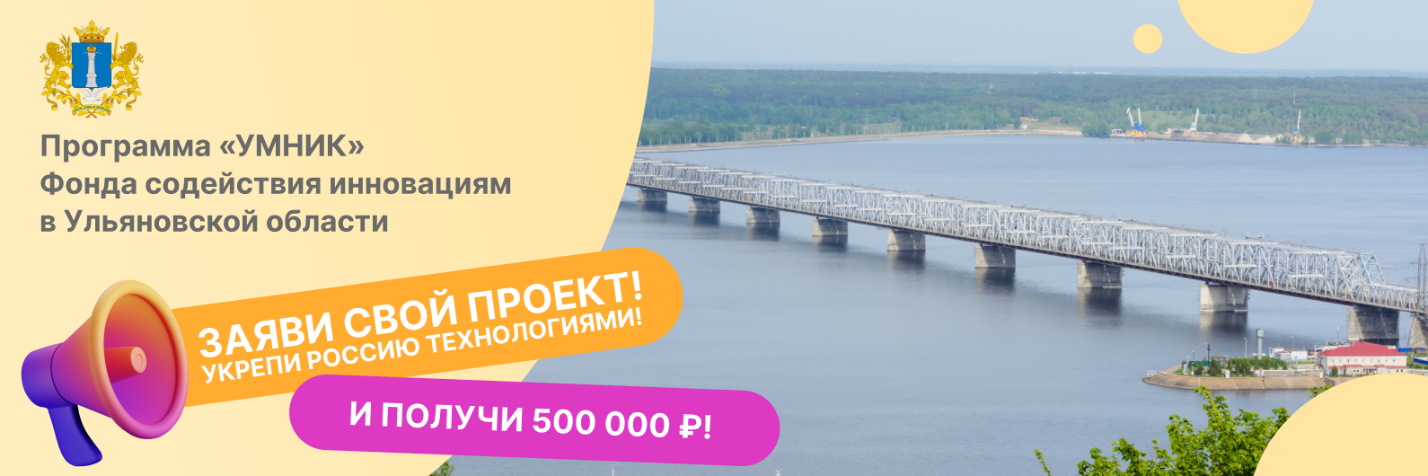 Программа «УМНИК»
Фонда содействия инновациям
в Ульяновской области
ЗАЯВИ СВОЙ ПРОЕКТ!
УКРЕПИ РОССИЮ ТЕХНОЛОГИЯМИ!
И ПОЛУЧИ 500 000 ₽!